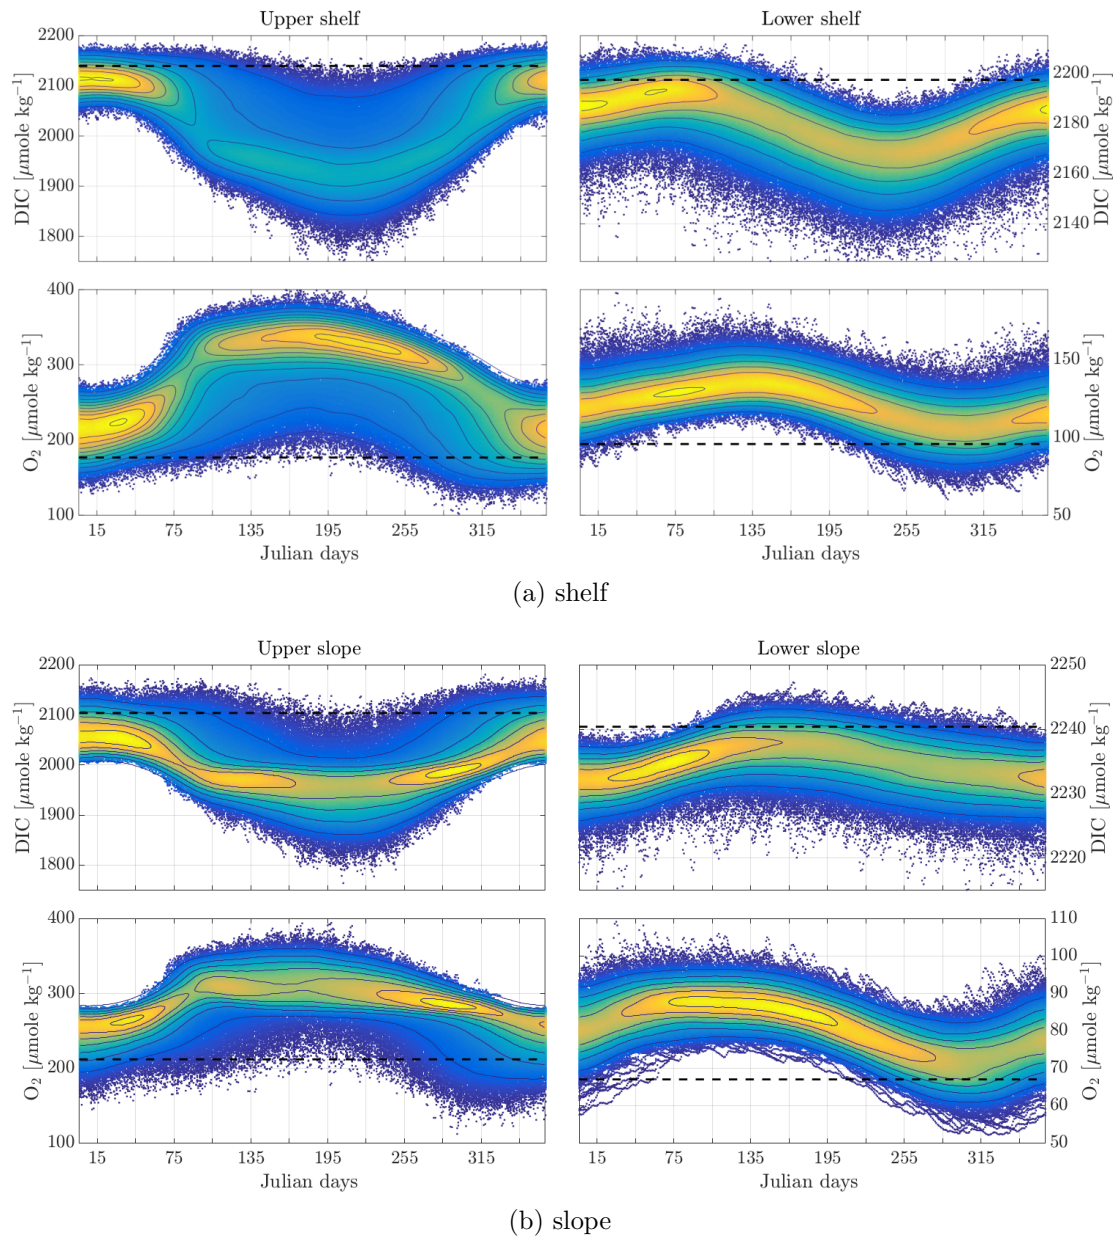 Upper shelf
Lower shelf
2200
2100
2000
1900
1800
DIC [μmole kg⁻¹]
2200
2180
2160
2140
DIC [μmole kg⁻¹]
400
300
200
100
O₂ [μmole kg⁻¹]
15 75 135 195 255 315
Julian days
150
100
50
O₂ [μmole kg⁻¹]
15 75 135 195 255 315
Julian days
(a) shelf
Upper slope
Lower slope
2200
2100
2000
1900
1800
DIC [μmole kg⁻¹]
2250
2240
2230
2220
DIC [μmole kg⁻¹]
400
300
200
100
O₂ [μmole kg⁻¹]
15 75 135 195 255 315
Julian days
110
100
90
80
70
60
50
O₂ [μmole kg⁻¹]
15 75 135 195 255 315
Julian days
(b) slope